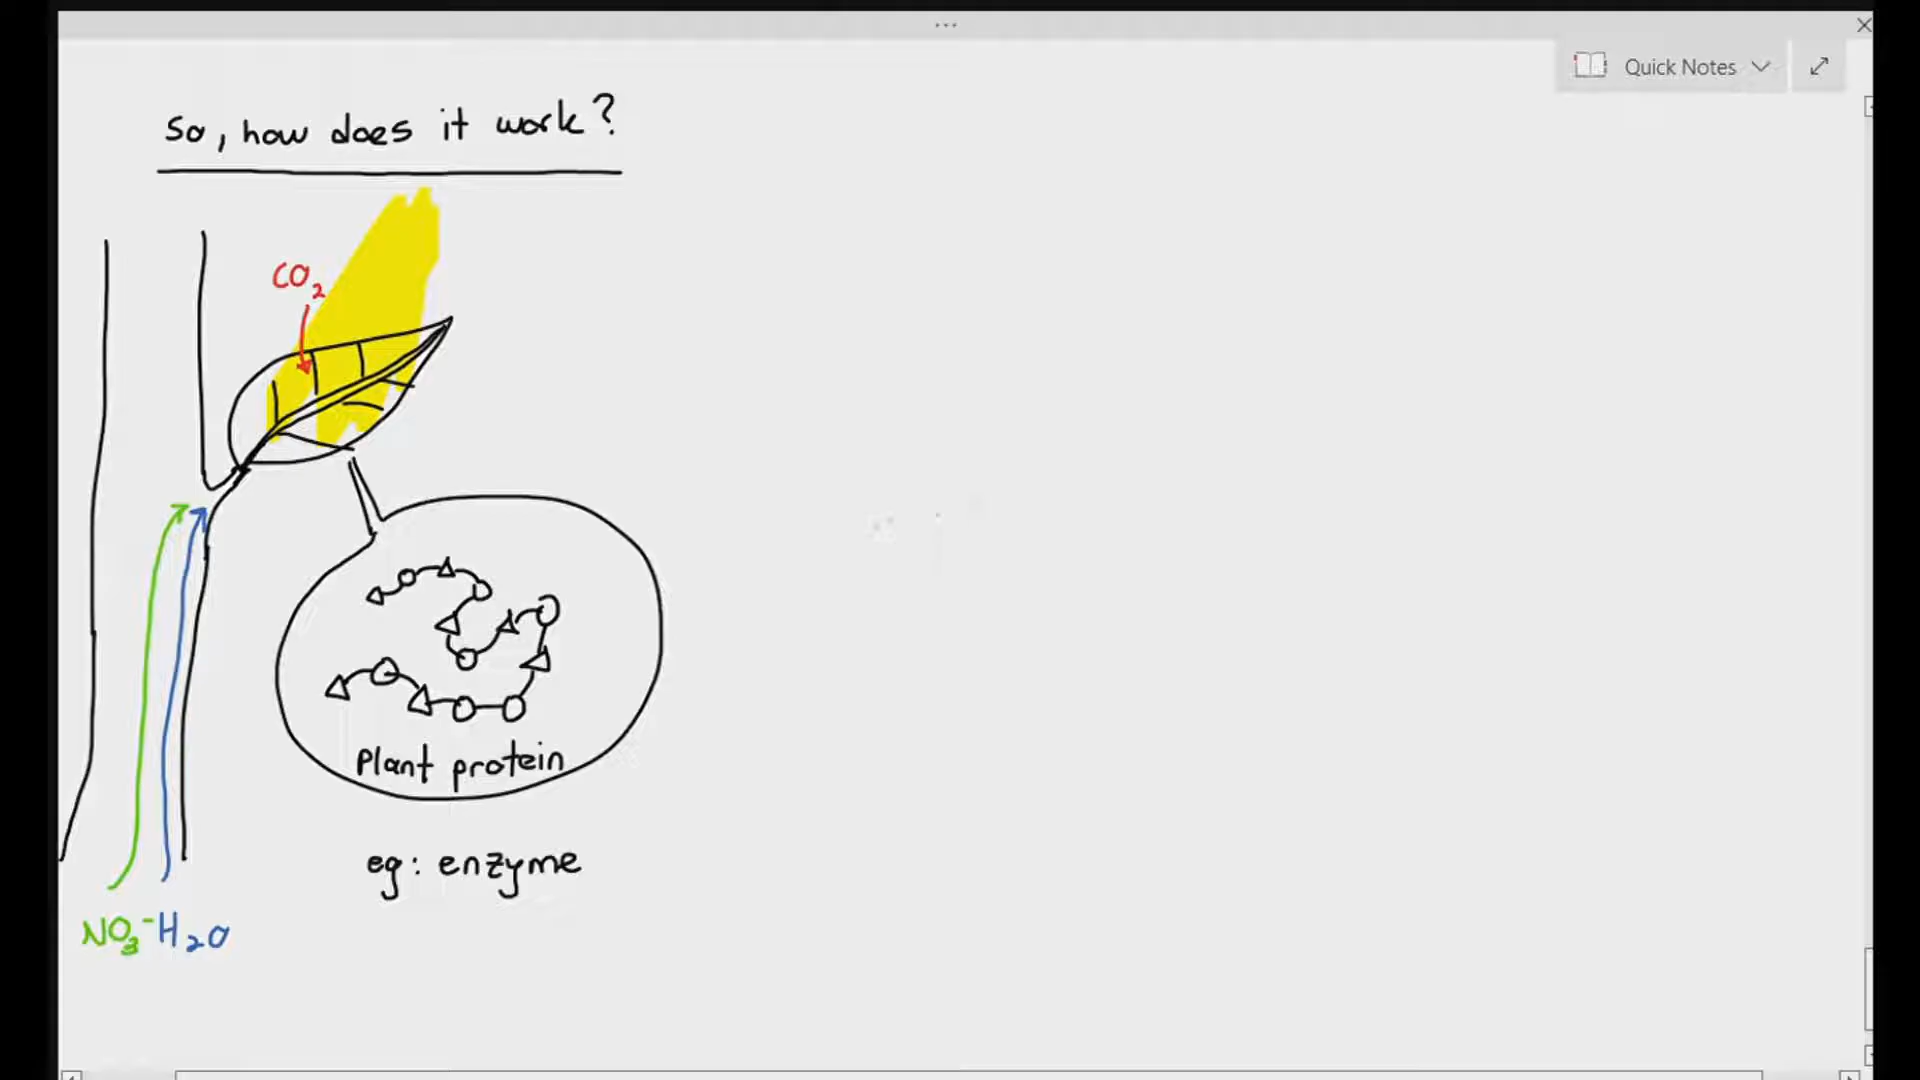 Quick Notes
So, how does it work?
CO₂
Plant protein
eg: enzyme
NO₃⁻ H₂O